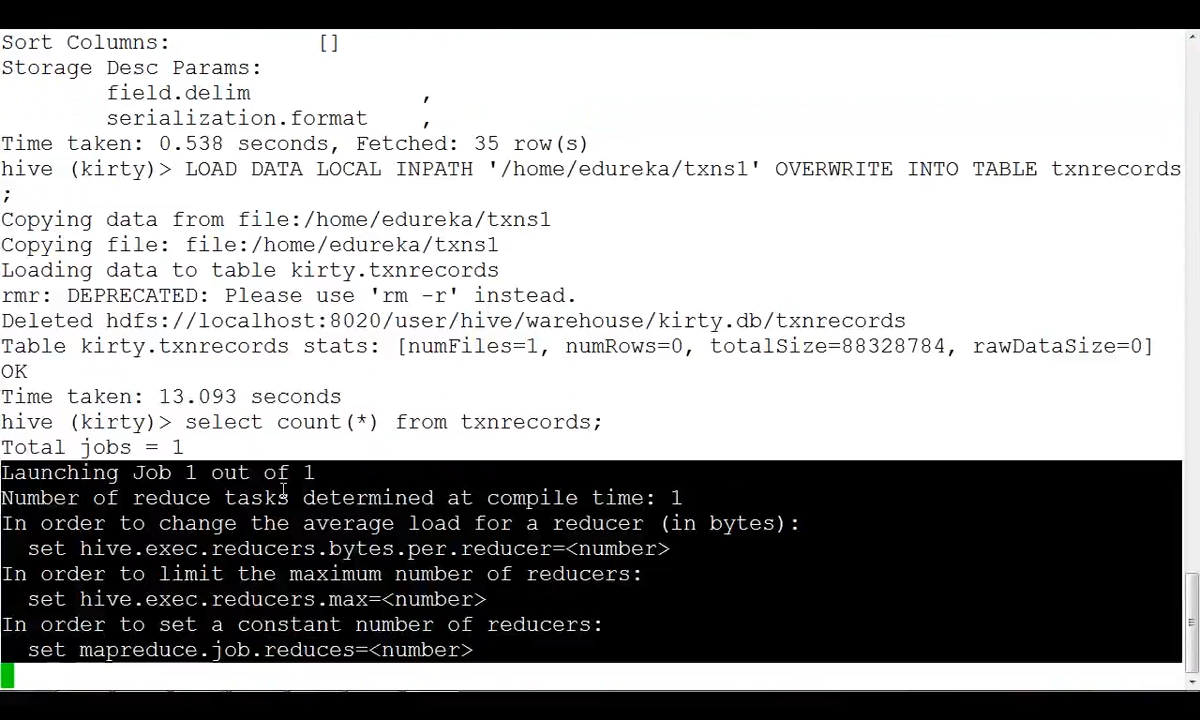 Sort Columns: []
Storage Desc Params:
field.delim ,
serialization.format ,
Time taken: 0.538 seconds, Fetched: 35 row(s)
hive (kirty)> LOAD DATA LOCAL INPATH '/home/edureka/txns1' OVERWRITE INTO TABLE txnrecords
;
Copying data from file:/home/edureka/txns1
Copying file: file:/home/edureka/txns1
Loading data to table kirty.txnrecords
rmr: DEPRECATED: Please use 'rm -r' instead.
Deleted hdfs://localhost:8020/user/hive/warehouse/kirty.db/txnrecords
Table kirty.txnrecords stats: [numFiles=1, numRows=0, totalSize=88328784, rawDataSize=0]
OK
Time taken: 13.093 seconds
hive (kirty)> select count(*) from txnrecords;
Total jobs = 1
Launching Job 1 out of 1
Number of reduce tasks determined at compile time: 1
In order to change the average load for a reducer (in bytes):
set hive.exec.reducers.bytes.per.reducer=<number>
In order to limit the maximum number of reducers:
set hive.exec.reducers.max=<number>
In order to set a constant number of reducers:
set mapreduce.job.reduces=<number>